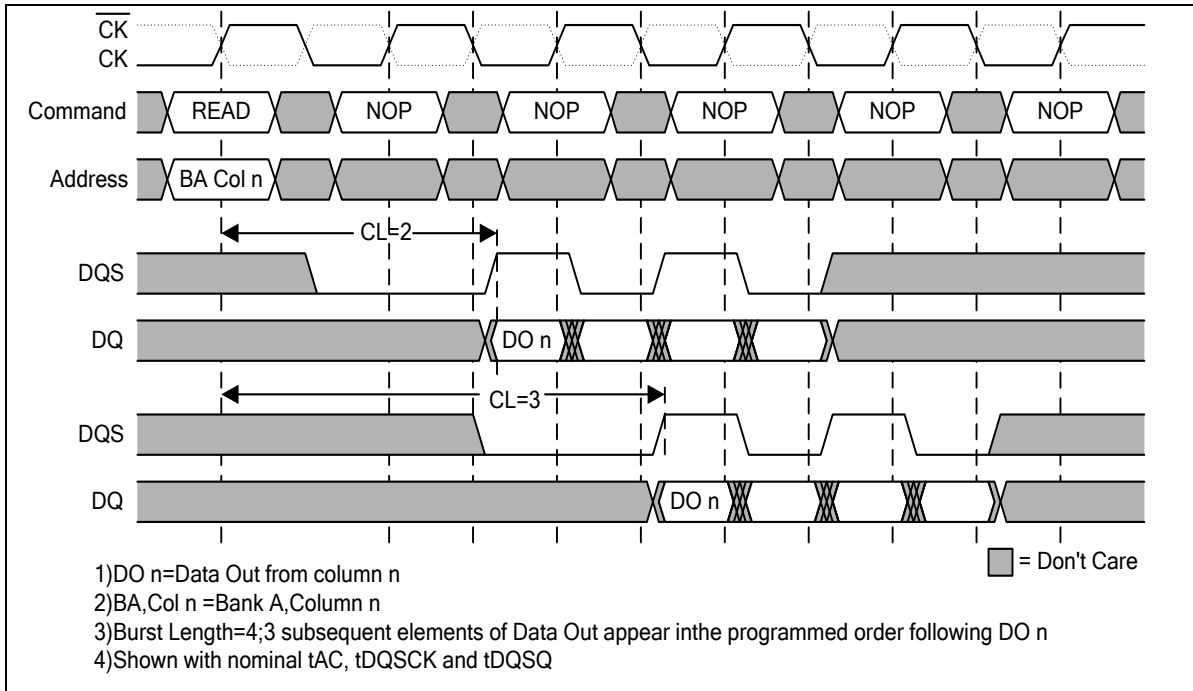 CK
CK
Command READ NOP NOP NOP NOP NOP
Address BA Col n
CL=2
DQS
DQ DO n
CL=3
DQS
DQ DO n
= Don't Care
1)DO n=Data Out from column n
2)BA,Col n =Bank A,Column n
3)Burst Length=4;3 subsequent elements of Data Out appear inthe programmed order following DO n
4)Shown with nominal tAC, tDQSCK and tDQSQ